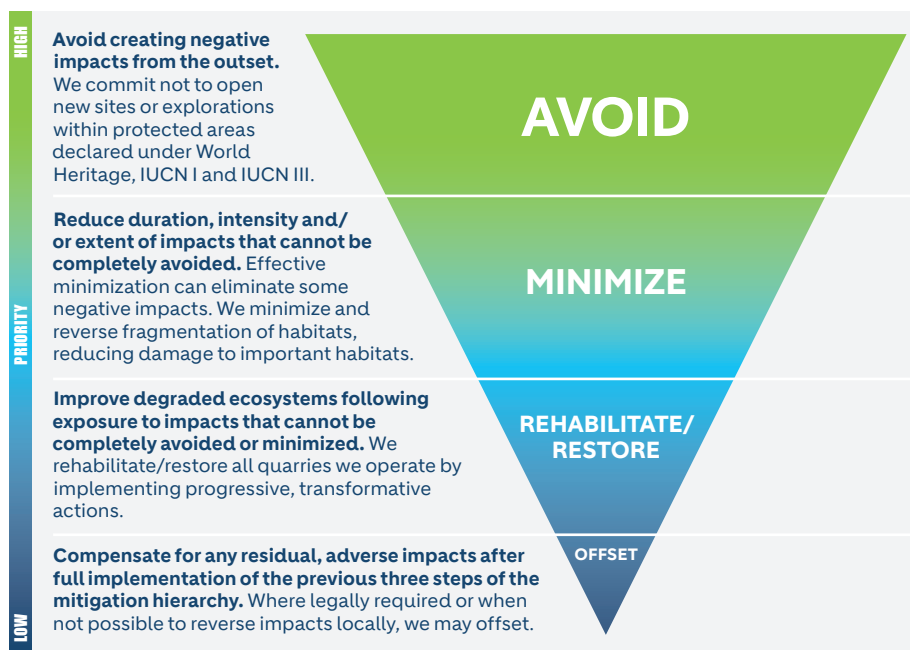 HIGH
Avoid creating negative
impacts from the outset.
We commit not to open
new sites or explorations
within protected areas
declared under World
Heritage, IUCN I and IUCN III.
AVOID
Reduce duration, intensity and/
or extent of impacts that cannot be
completely avoided. Effective
minimization can eliminate some
negative impacts. We minimize and
reverse fragmentation of habitats,
reducing damage to important habitats.
MINIMIZE
PRIORITY
Improve degraded ecosystems following
exposure to impacts that cannot be
completely avoided or minimized. We
rehabilitate/restore all quarries we operate by
implementing progressive, transformative
actions.
REHABILITATE/
RESTORE
Compensate for any residual, adverse impacts after
full implementation of the previous three steps of the
mitigation hierarchy. Where legally required or when
not possible to reverse impacts locally, we may offset.
OFFSET
LOW